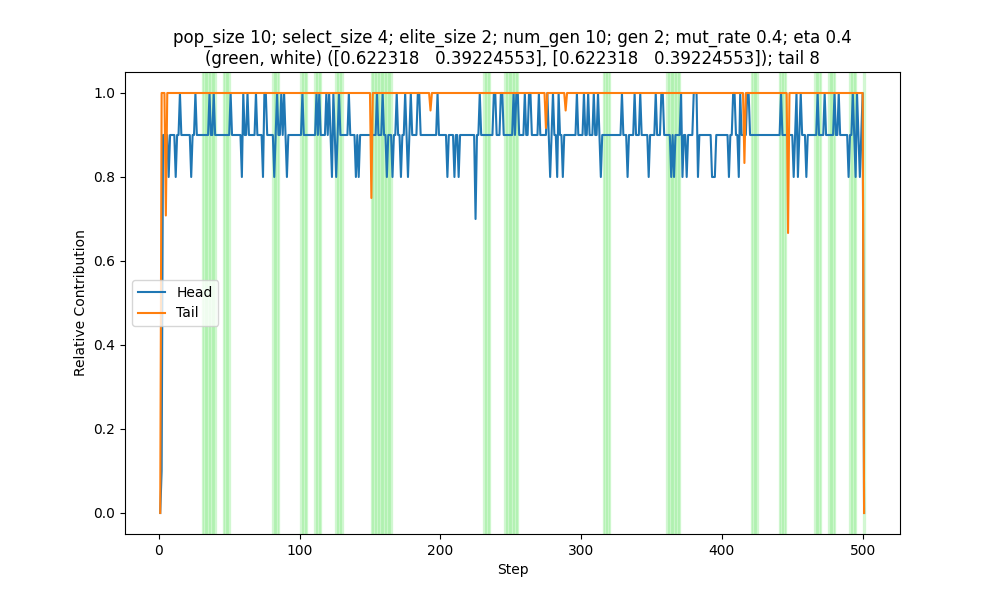 pop_size 10; select_size 4; elite_size 2; num_gen 10; gen 2; mut_rate 0.4; eta 0.4
(green, white) ([0.622318   0.39224553], [0.622318   0.39224553]); tail 8
1.0
0.8
0.6
0.4
0.2
0.0
Relative Contribution
Head
Tail
0
100
200
300
400
500
Step